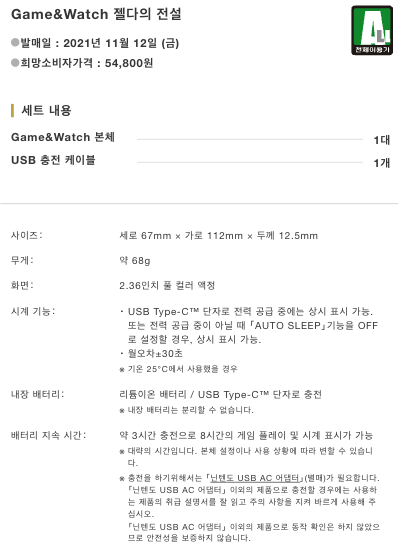 Game&Watch 젤다의 전설
●발매일 : 2021년 11월 12일 (금)
●희망소비자가격 : 54,800원
ALL
전체이용가
세트 내용
Game&Watch 본체 1대
USB 충전 케이블 1개
사이즈: 세로 67mm × 가로 112mm × 두께 12.5mm
무게: 약 68g
화면: 2.36인치 풀 컬러 액정
시계 기능: ・USB Type-C™ 단자로 전력 공급 중에는 상시 표시 가능.
또는 전력 공급 중이 아닐 때 「AUTO SLEEP」기능을 OFF
로 설정할 경우, 상시 표시 가능.
・월오차±30초
※ 기온 25°C에서 사용했을 경우
내장 배터리: 리튬이온 배터리 / USB Type-C™ 단자로 충전
※ 내장 배터리는 분리할 수 없습니다.
배터리 지속 시간: 약 3시간 충전으로 8시간의 게임 플레이 및 시계 표시가 가능
※ 대략의 시간입니다. 본체 설정이나 사용 상황에 따라 변할 수 있습니
다.
※ 충전을 하기위해서는 「닌텐도 USB AC 어댑터」(별매)가 필요합니다.
「닌텐도 USB AC 어댑터」 이외의 제품으로 충전할 경우에는 사용하
는 제품의 취급 설명서를 잘 읽고 주의 사항을 지켜 바르게 사용해 주
십시오.
「닌텐도 USB AC 어댑터」 이외의 제품으로 동작 확인은 하지 않았으
므로 안전성을 보증하지 않습니다.